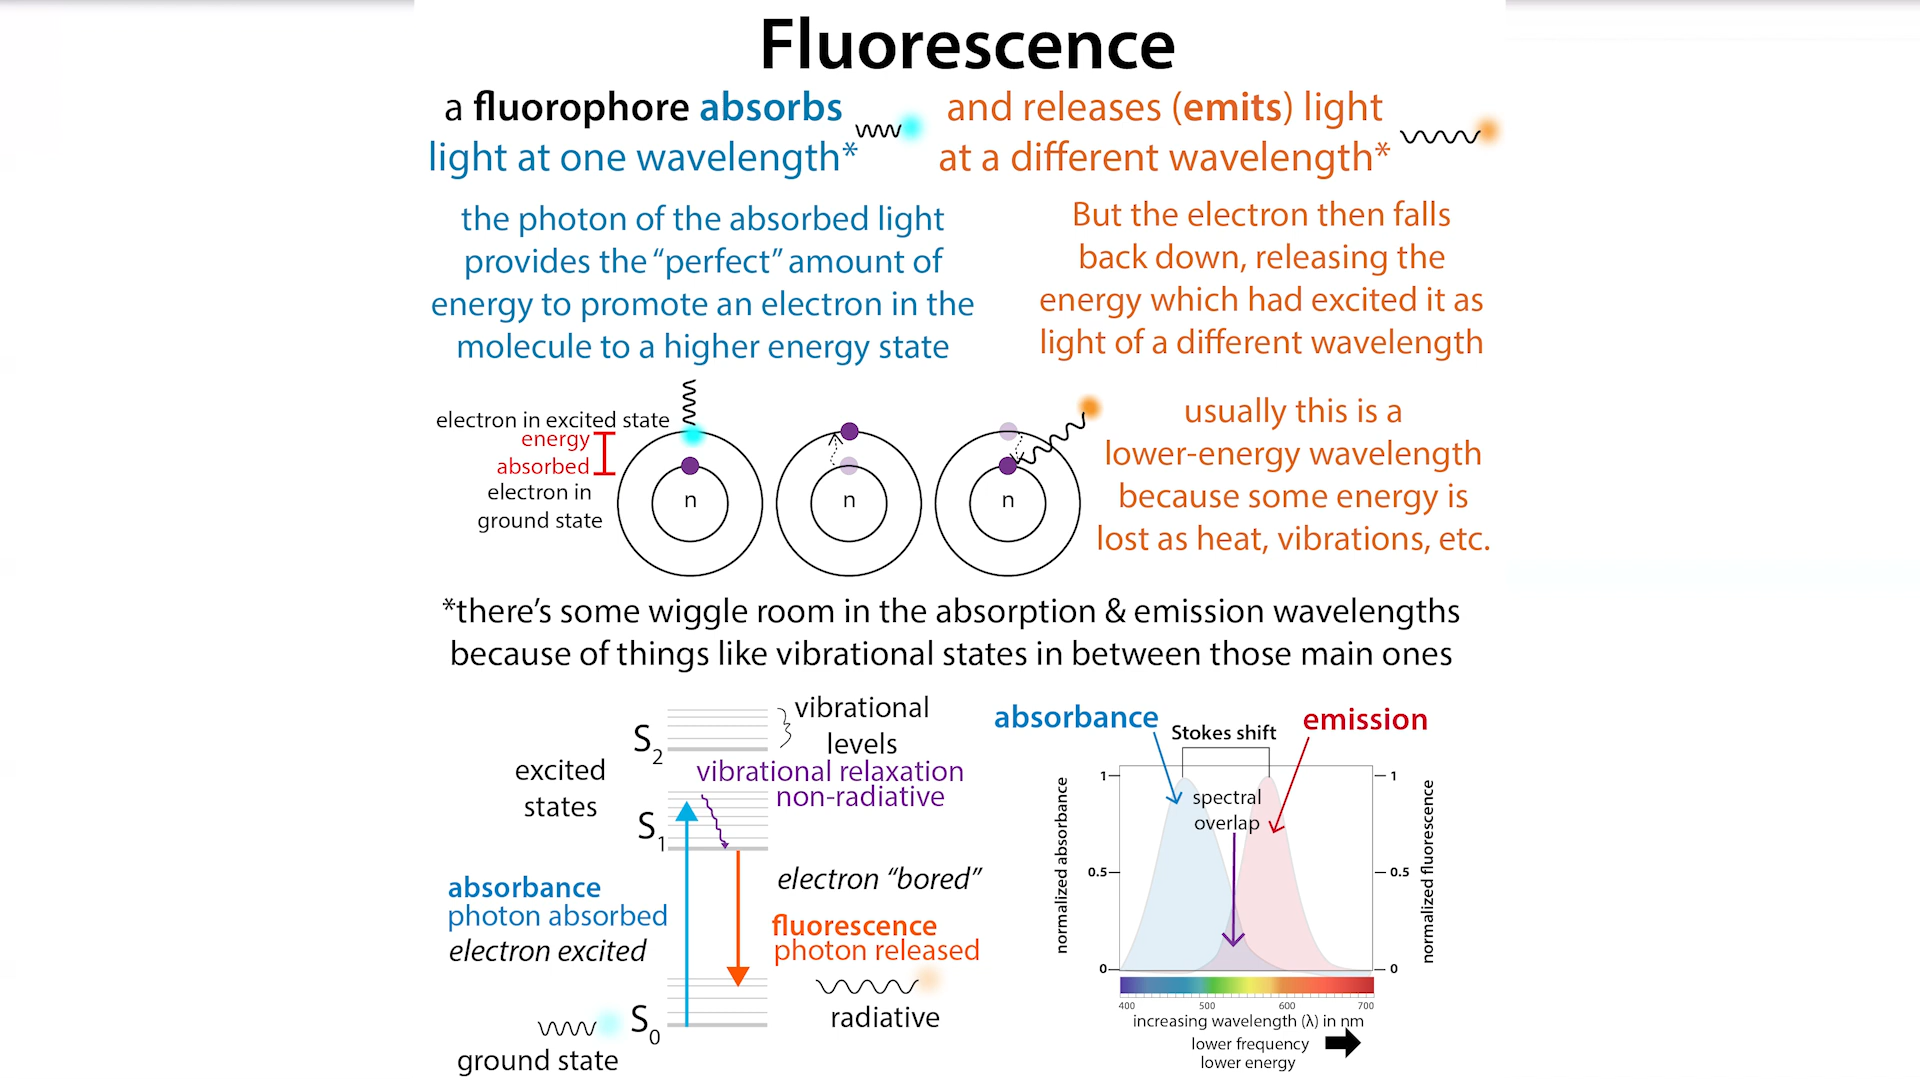 Fluorescence
a fluorophore absorbs
light at one wavelength*
and releases (emits) light
at a different wavelength*
the photon of the absorbed light
provides the “perfect” amount of
energy to promote an electron in the
molecule to a higher energy state
But the electron then falls
back down, releasing the
energy which had excited it as
light of a different wavelength
electron in excited state
energy
absorbed
electron in
ground state
n
n
n
usually this is a
lower-energy wavelength
because some energy is
lost as heat, vibrations, etc.
*there’s some wiggle room in the absorption & emission wavelengths
because of things like vibrational states in between those main ones
S2
vibrational
levels
excited
states
vibrational relaxation
non-radiative
S1
electron “bored”
absorbance
photon absorbed
electron excited
fluorescence
photon released
radiative
S0
ground state
absorbance
Stokes shift
emission
spectral
overlap
normalized absorbance
1
0.5
0
1
0.5
0
normalized fluorescence
400 500 600 700
increasing wavelength (λ) in nm
lower frequency
lower energy